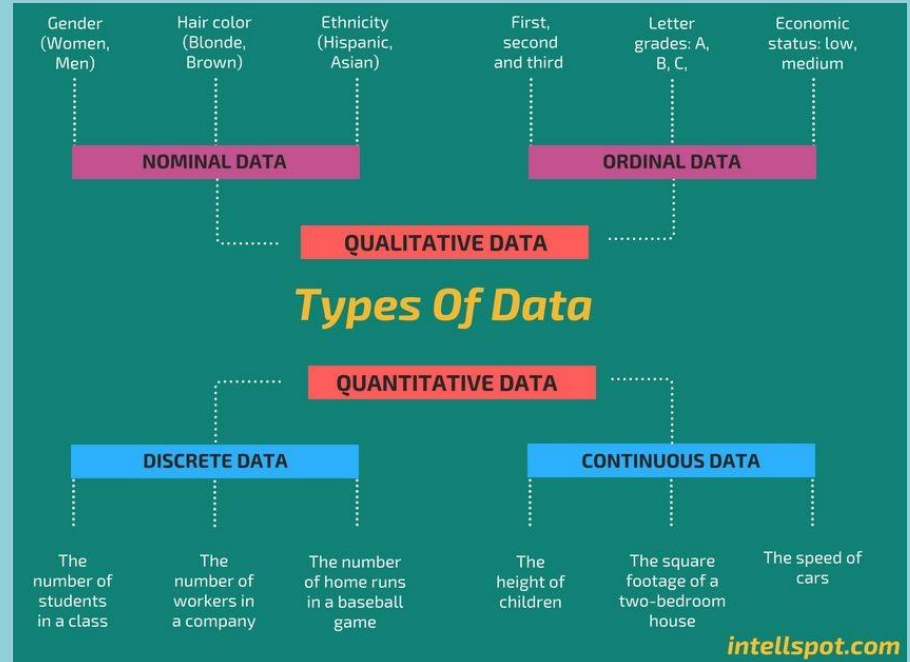 Gender
(Women,
Men)
Hair color
(Blonde,
Brown)
Ethnicity
(Hispanic,
Asian)
First,
second
and third
Letter
grades: A,
B, C,
Economic
status: low,
medium
NOMINAL DATA
ORDINAL DATA
QUALITATIVE DATA
Types Of Data
QUANTITATIVE DATA
DISCRETE DATA
CONTINUOUS DATA
The
number of
students
in a class
The
number of
workers in
a company
The number
of home runs
in a baseball
game
The
height of
children
The square
footage of a
two-bedroom
house
The speed of
cars
intellspot.com